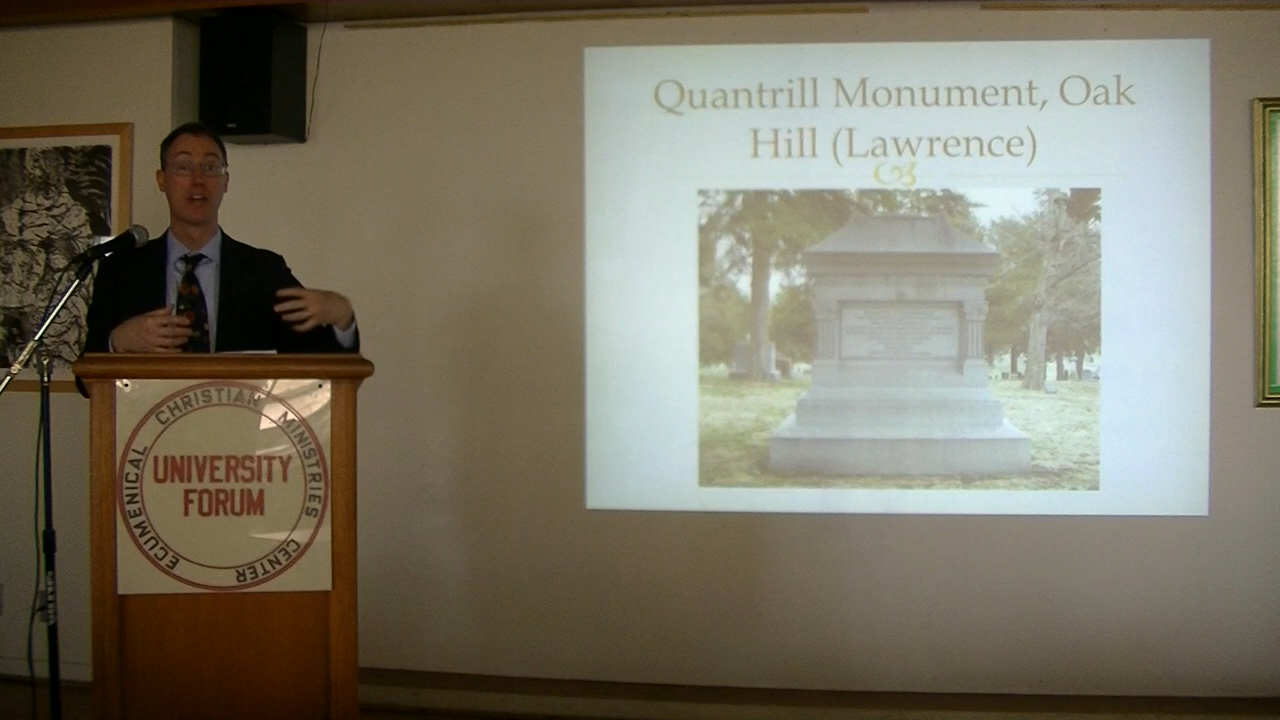 Quantrill Monument, Oak
Hill (Lawrence)
ECUMENICAL CHRISTIAN MINISTRIES CENTER
UNIVERSITY
FORUM